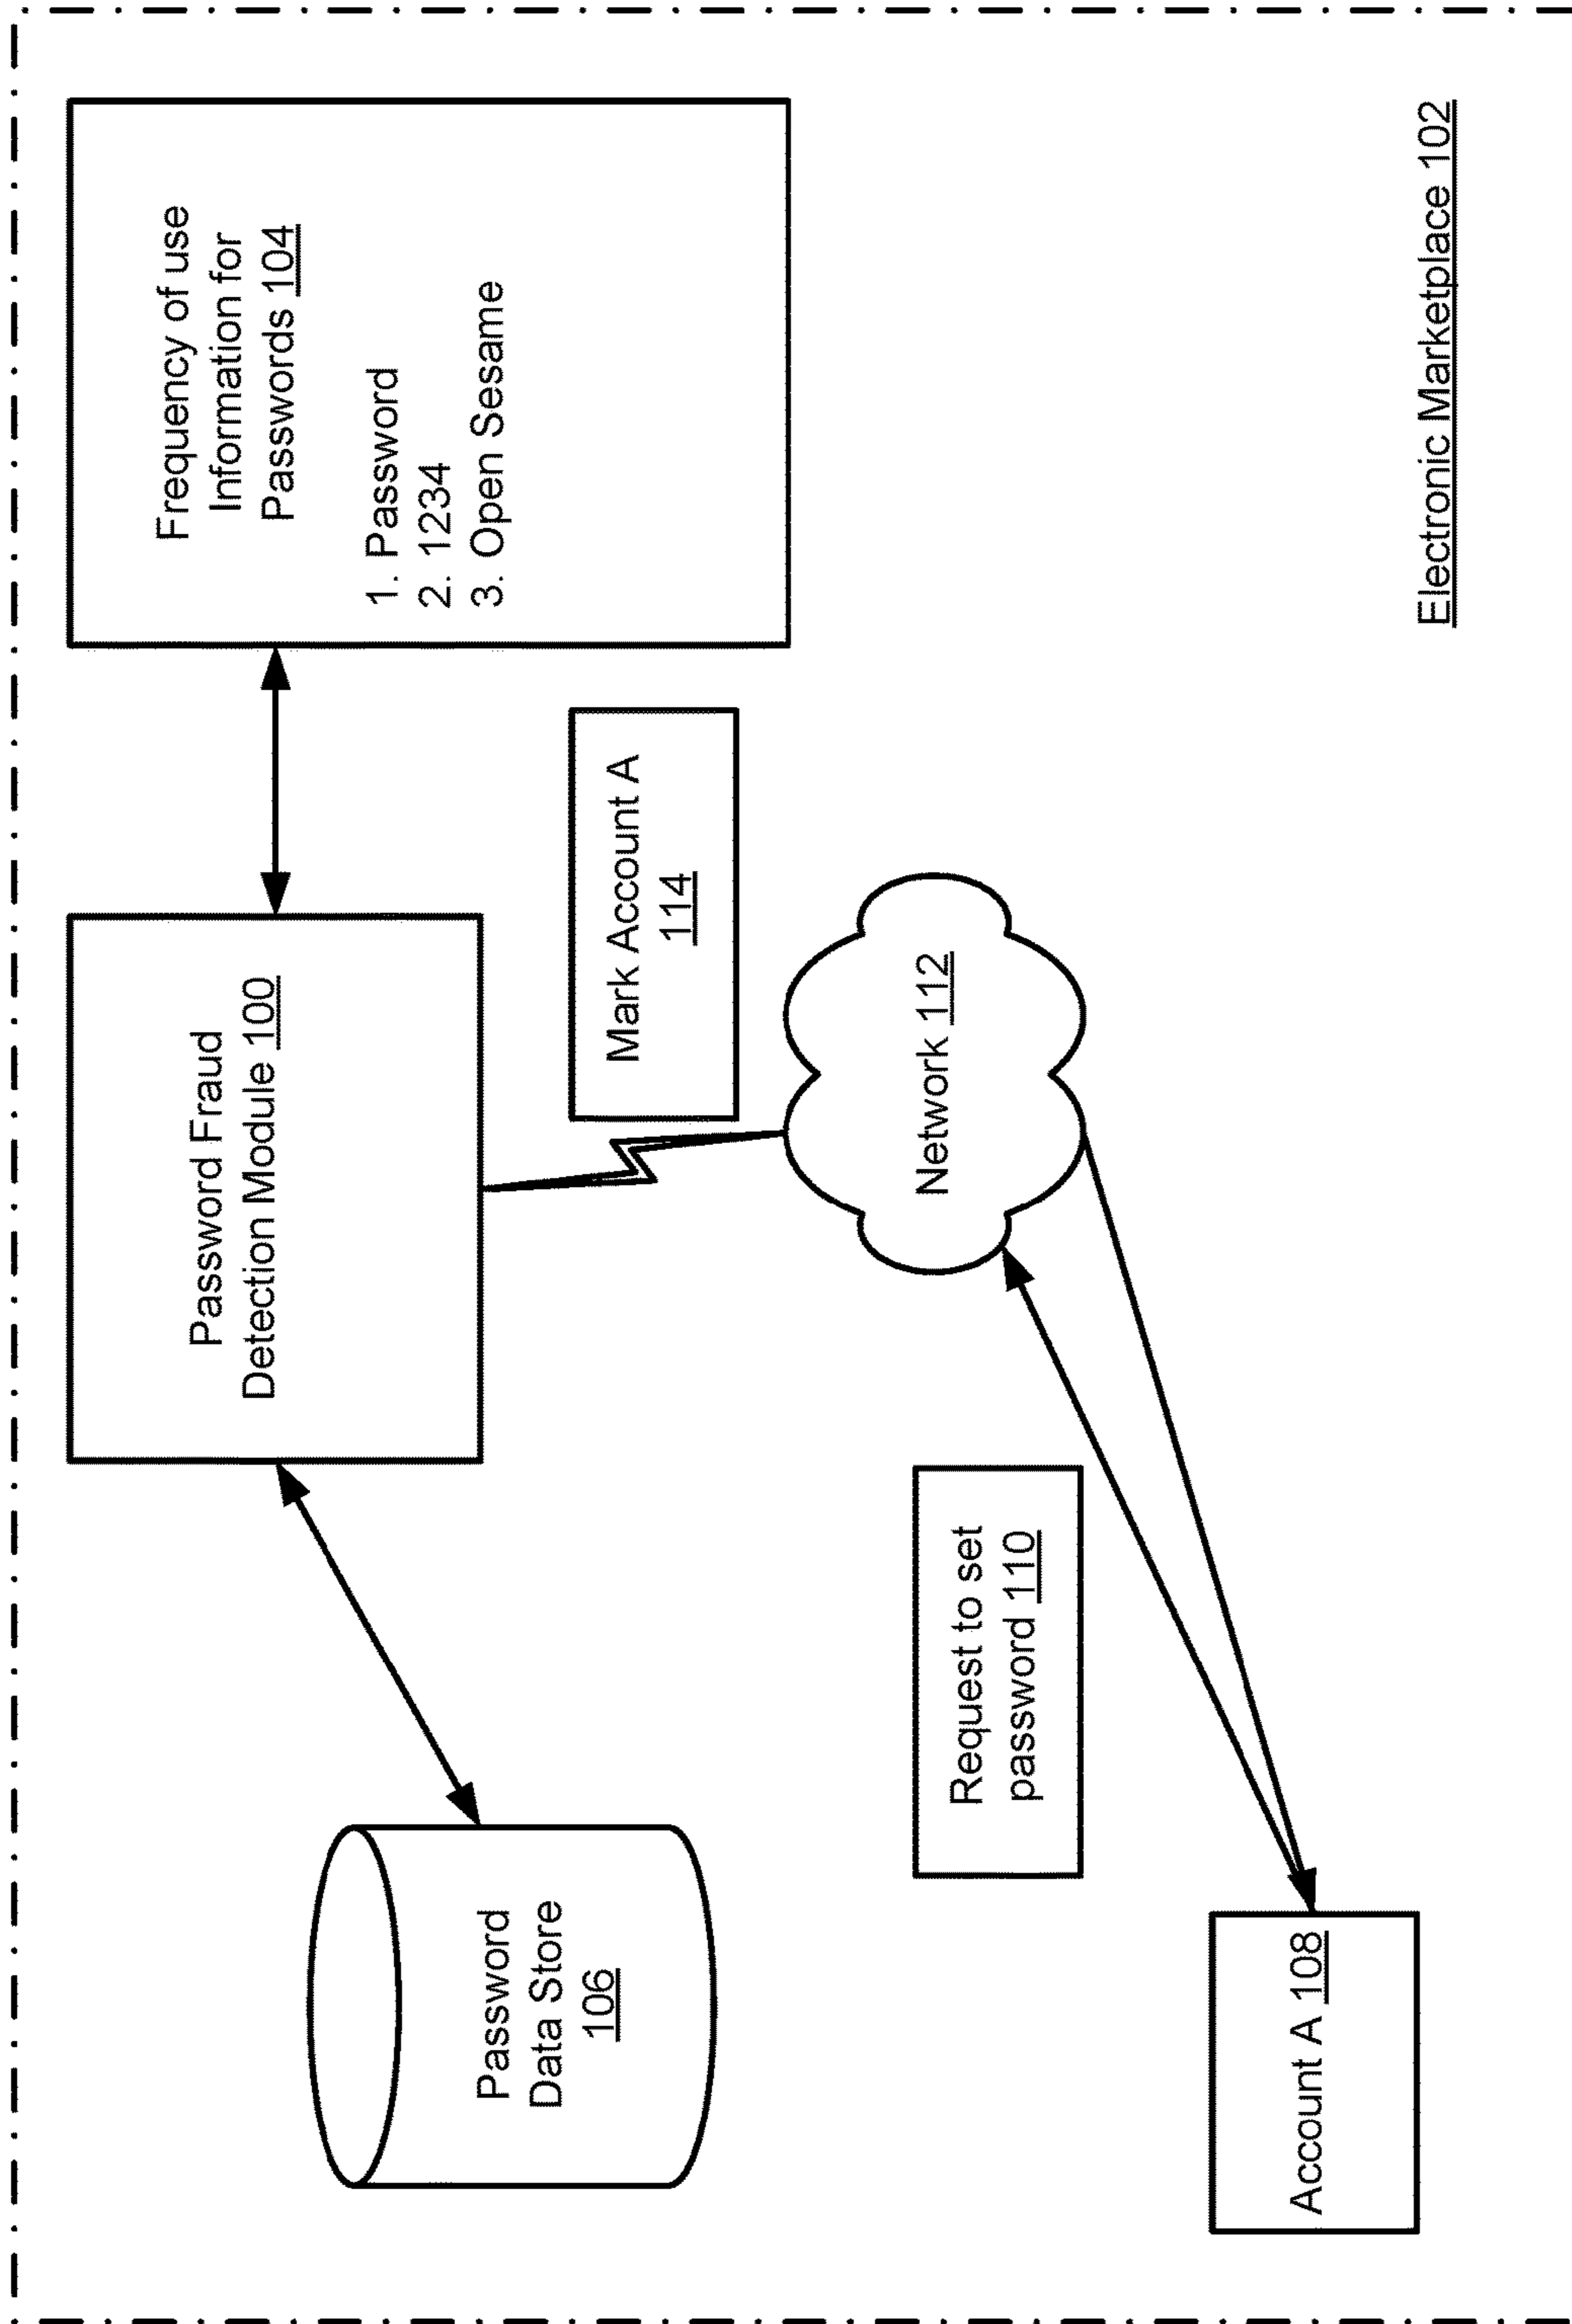 Password
Data Store
106
Password Fraud
Detection Module 100
Frequency of use
Information for
Passwords 104
1. Password
2. 1234
3. Open Sesame
Mark Account A
114
Network 112
Request to set
password 110
Account A 108
Electronic Marketplace 102